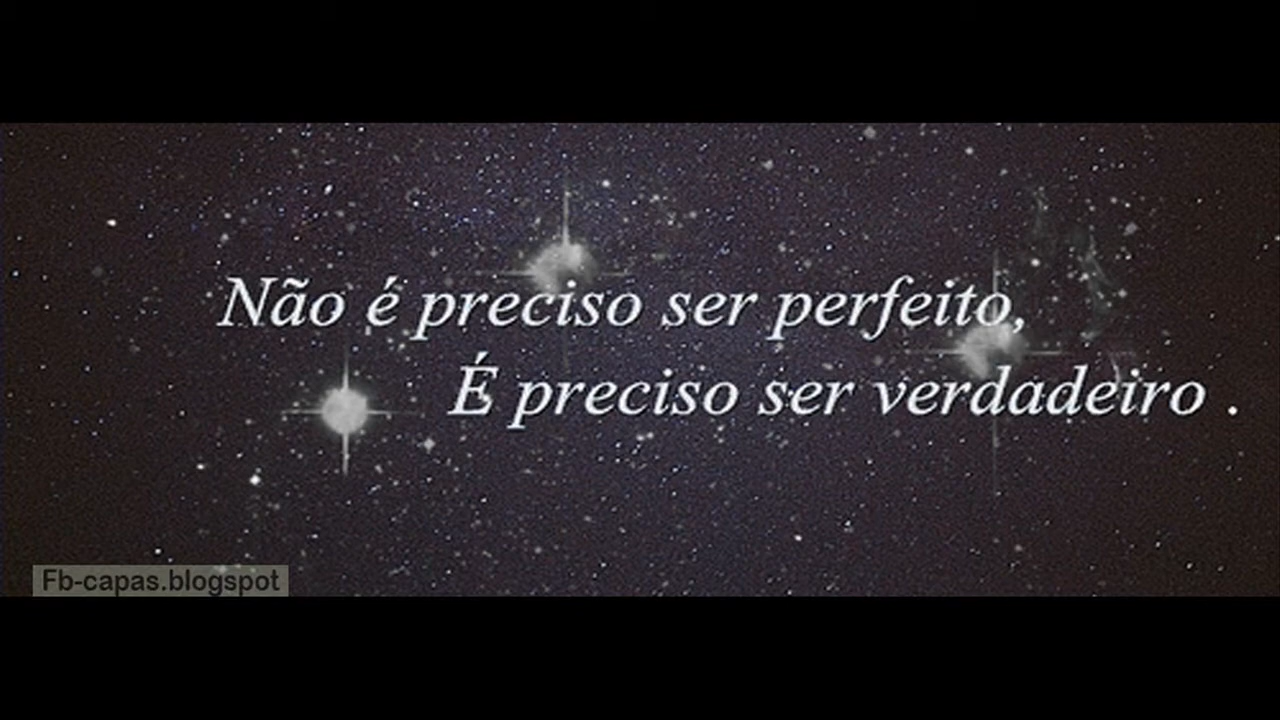 Não é preciso ser perfeito,
É preciso ser verdadeiro .
Fb-capas.blogspot